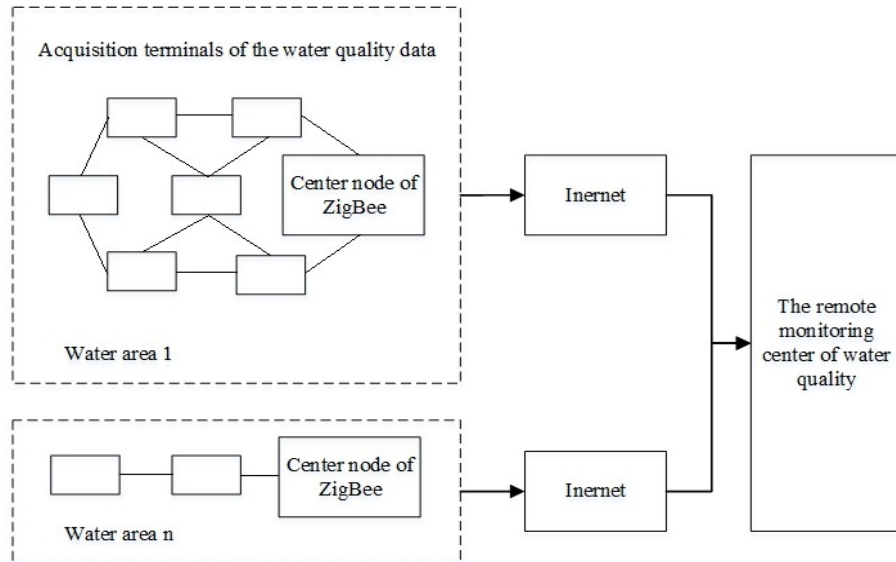 Acquisition terminals of the water quality data
Center node of
ZigBee
Water area 1
Inernet
The remote
monitoring
center of water
quality
Center node of
ZigBee
Water area n
Inernet